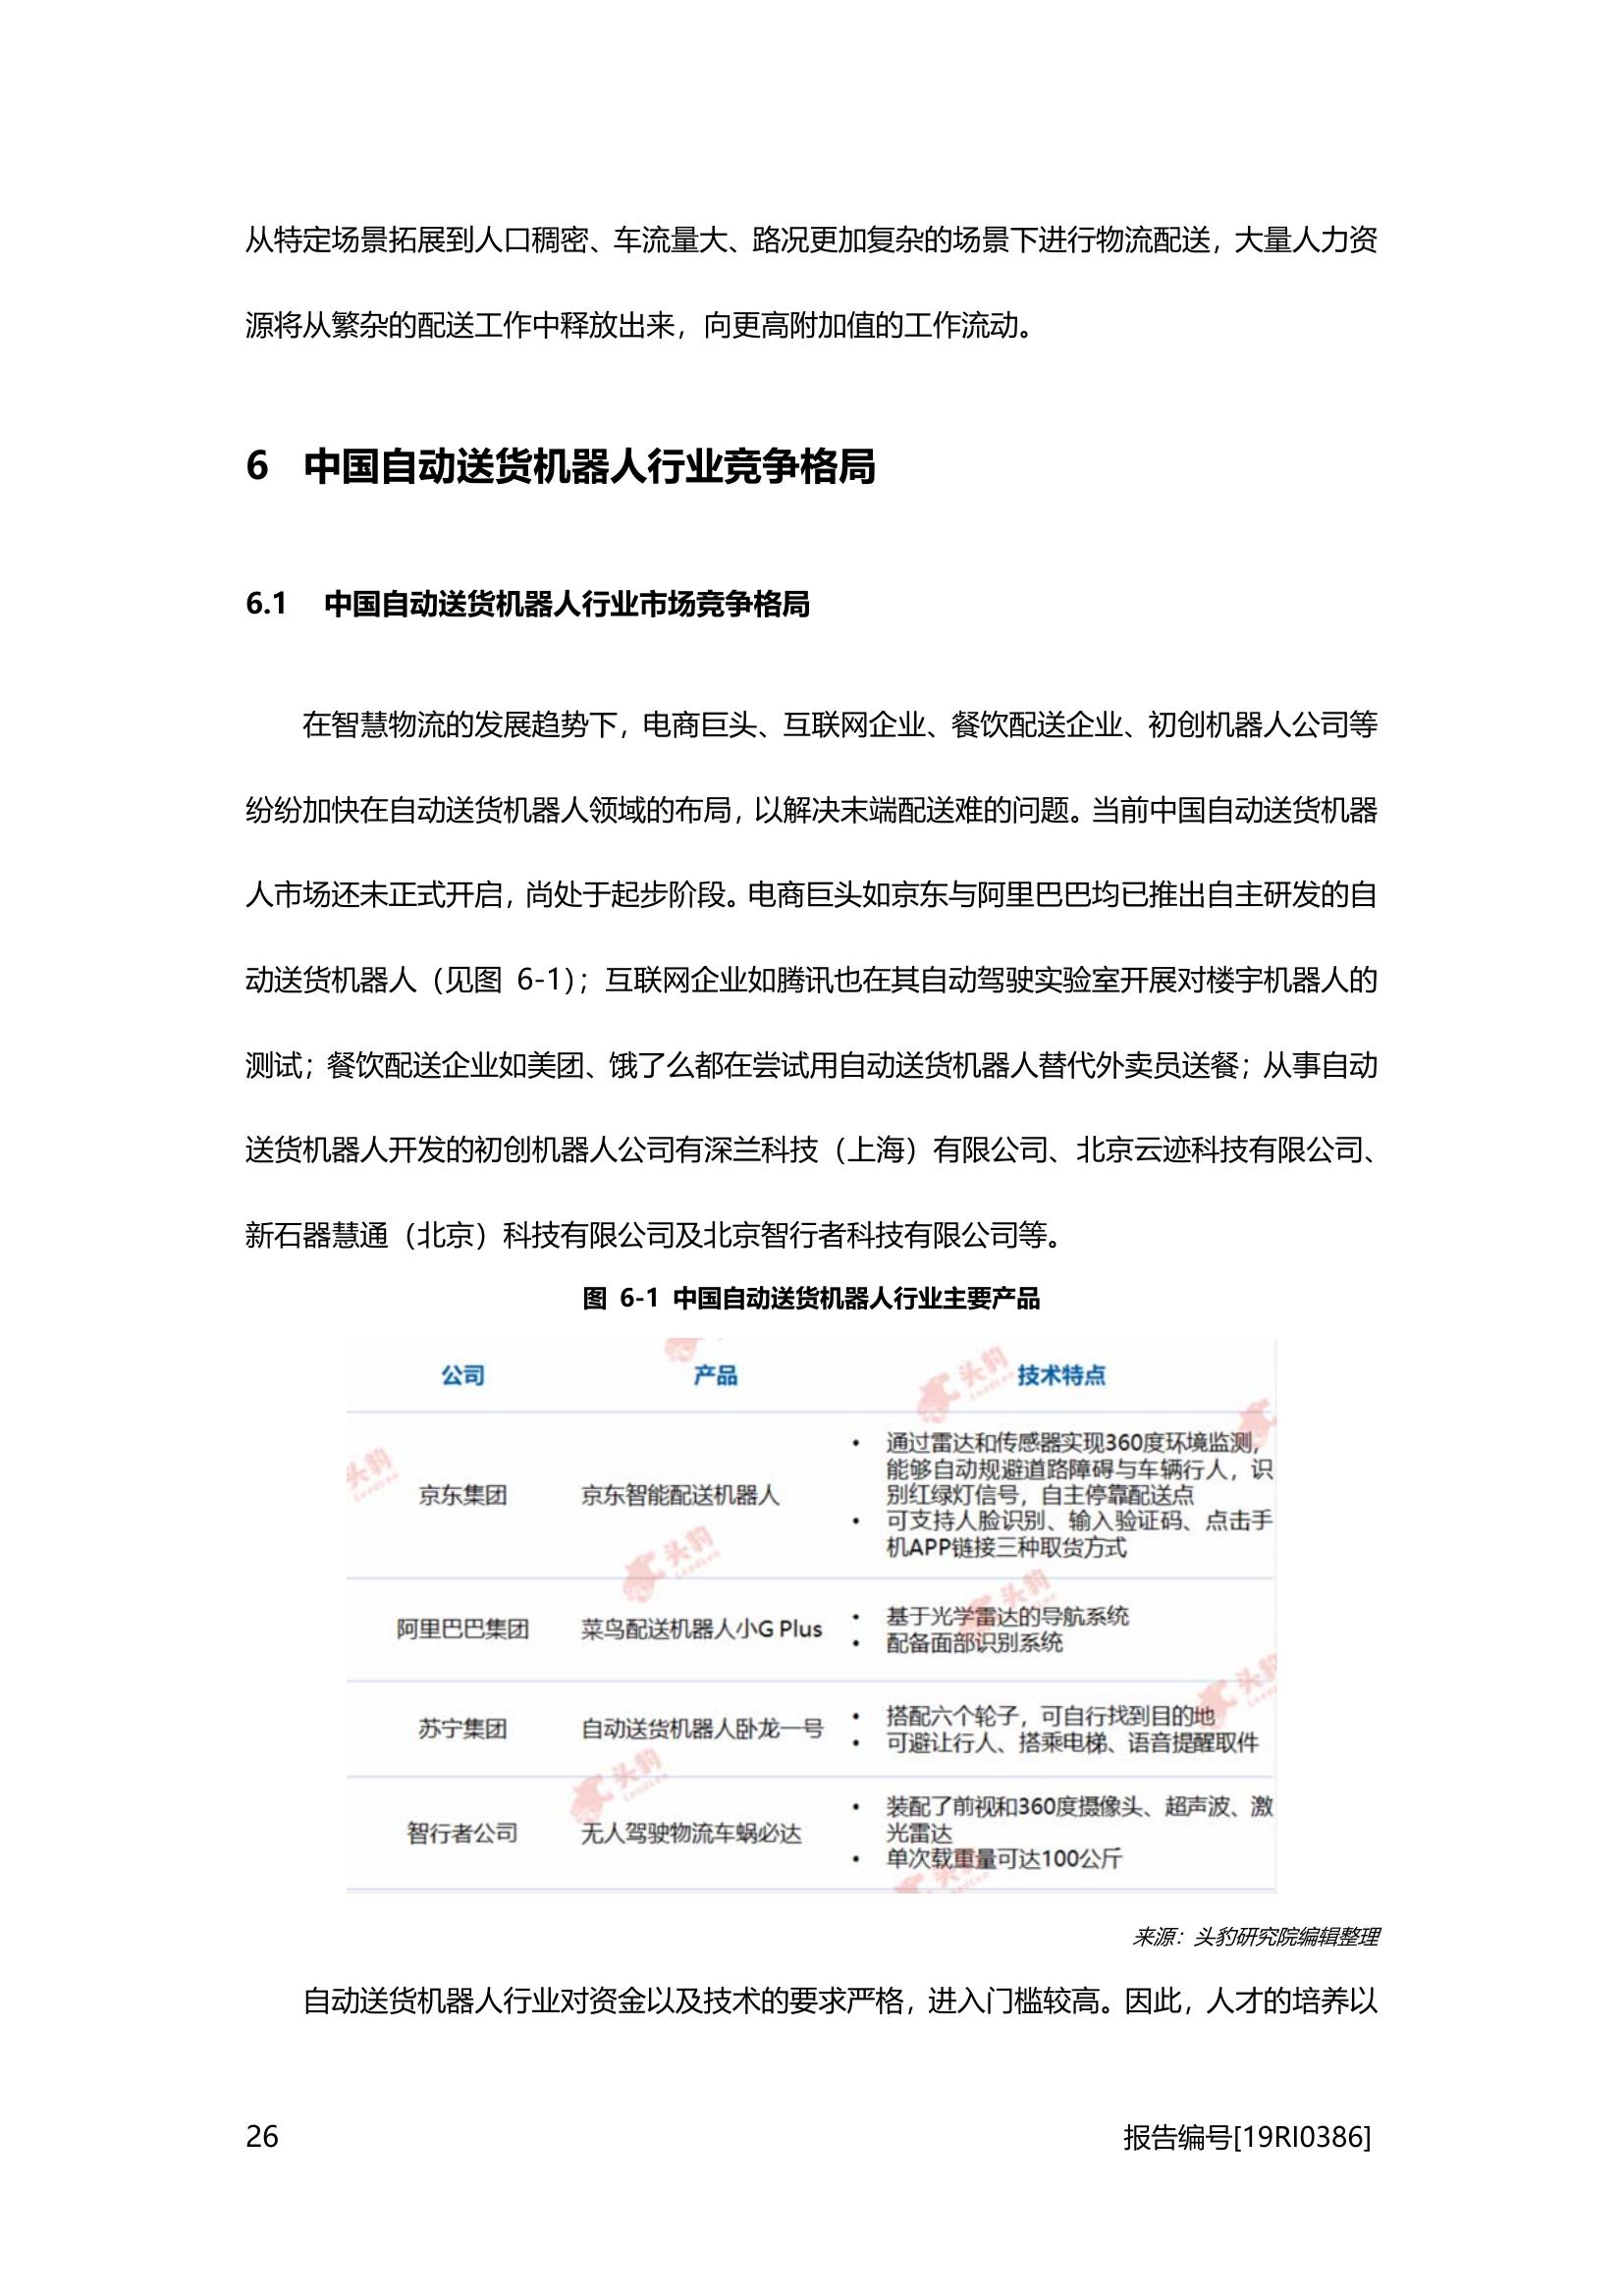 从特定场景拓展到人口稠密、车流量大、路况更加复杂的场景下进行物流配送，大量人力资
源将从繁杂的配送工作中释放出来，向更高附加值的工作流动。
6 中国自动送货机器人行业竞争格局
6.1 中国自动送货机器人行业市场竞争格局
在智慧物流的发展趋势下，电商巨头、互联网企业、餐饮配送企业、初创机器人公司等
纷纷加快在自动送货机器人领域的布局，以解决末端配送难的问题。当前中国自动送货机器
人市场还未正式开启，尚处于起步阶段。电商巨头如京东与阿里巴巴均已推出自主研发的自
动送货机器人（见图 6-1）；互联网企业如腾讯也在其自动驾驶实验室开展对楼宇机器人的
测试；餐饮配送企业如美团、饿了么都在尝试用自动送货机器人替代外卖员送餐；从事自动
送货机器人开发的初创机器人公司有深兰科技（上海）有限公司、北京云迹科技有限公司、
新石器慧通（北京）科技有限公司及北京智行者科技有限公司等。
图 6-1 中国自动送货机器人行业主要产品
公司 产品 技术特点
京东集团 京东智能配送机器人
• 通过雷达和传感器实现360度环境监测，
能够自动规避道路障碍与车辆行人，识
别红绿灯信号，自主停靠配送点
• 可支持人脸识别、输入验证码、点击手
机APP链接三种取货方式
阿里巴巴集团 菜鸟配送机器人小G Plus
• 基于光学雷达的导航系统
• 配备面部识别系统
苏宁集团 自动送货机器人卧龙一号
• 搭配六个轮子，可自行找到目的地
• 可避让行人、搭乘电梯、语音提醒取件
智行者公司 无人驾驶物流车蜗必达
• 装配了前视和360度摄像头、超声波、激
光雷达
• 单次载重量可达100公斤
来源：头豹研究院编辑整理
自动送货机器人行业对资金以及技术的要求严格，进入门槛较高。因此，人才的培养以
26 报告编号[19RI0386]